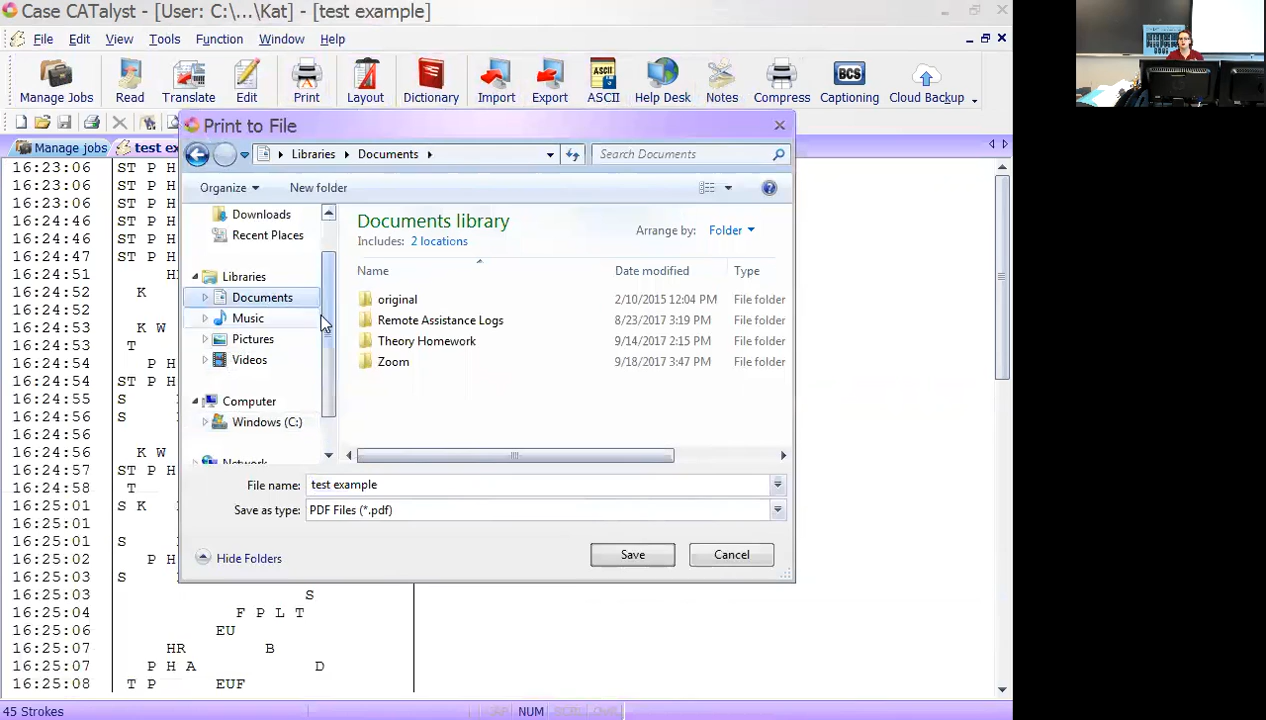 Case CATalyst - [User: C:\...\Kat] - [test example]
File Edit View Tools Function Window Help
Manage Jobs Read Translate Edit Print Layout Dictionary Import Export ASCII Help Desk Notes Compress Captioning Cloud Backup
ASCII BCS
Manage jobs test ex
Print to File
Libraries Documents Search Documents
Organize New folder
Downloads
Recent Places
Libraries
Documents
Music
Pictures
Videos
Computer
Windows (C:)
Network
Documents library
Includes: 2 locations
Arrange by: Folder
Name Date modified Type
original 2/10/2015 12:04 PM File folder
Remote Assistance Logs 8/23/2017 3:19 PM File folder
Theory Homework 9/14/2017 2:15 PM File folder
Zoom 9/18/2017 3:47 PM File folder
File name: test example
Save as type: PDF Files (*.pdf)
Hide Folders Save Cancel
16:23:06 ST P H
16:23:06 ST P H
16:23:06 ST P H
16:24:46 ST P H
16:24:46 ST P H
16:24:47 ST P H
16:24:51 H
16:24:52 K
16:24:52
16:24:53 K W
16:24:53 T
16:24:54 P H
16:24:54 ST P H
16:24:55 S
16:24:56 S
16:24:56
16:24:56 K W
16:24:57 ST P H
16:24:58 T
16:25:01 S K
16:25:01
16:25:01 S
16:25:02 P H
16:25:03 S
16:25:03 S
16:25:04 F P L T
16:25:06 EU
16:25:07 HR B
16:25:07 P H A D
16:25:08 T P EUF
45 Strokes NUM